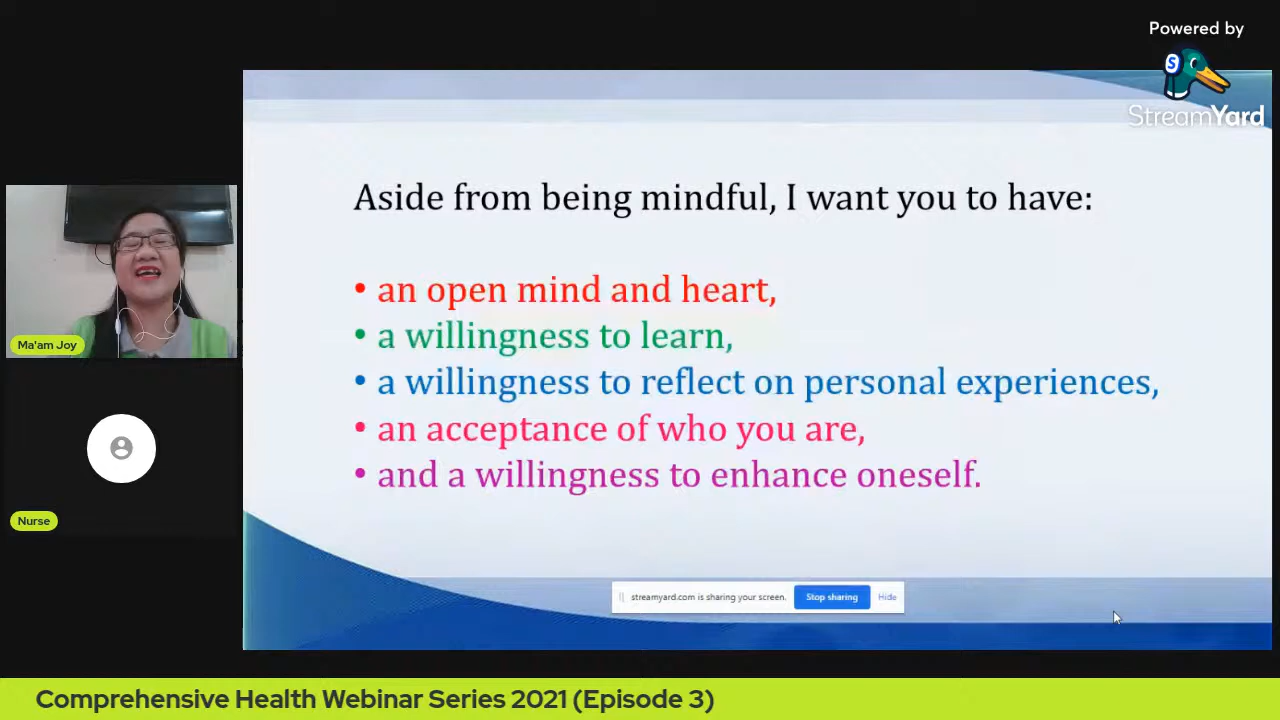 Powered by
StreamYard
Aside from being mindful, I want you to have:
• an open mind and heart,
• a willingness to learn,
• a willingness to reflect on personal experiences,
• an acceptance of who you are,
• and a willingness to enhance oneself.
Ma'am Joy
Nurse
streamyard.com is sharing your screen. Stop sharing Hide
Comprehensive Health Webinar Series 2021 (Episode 3)